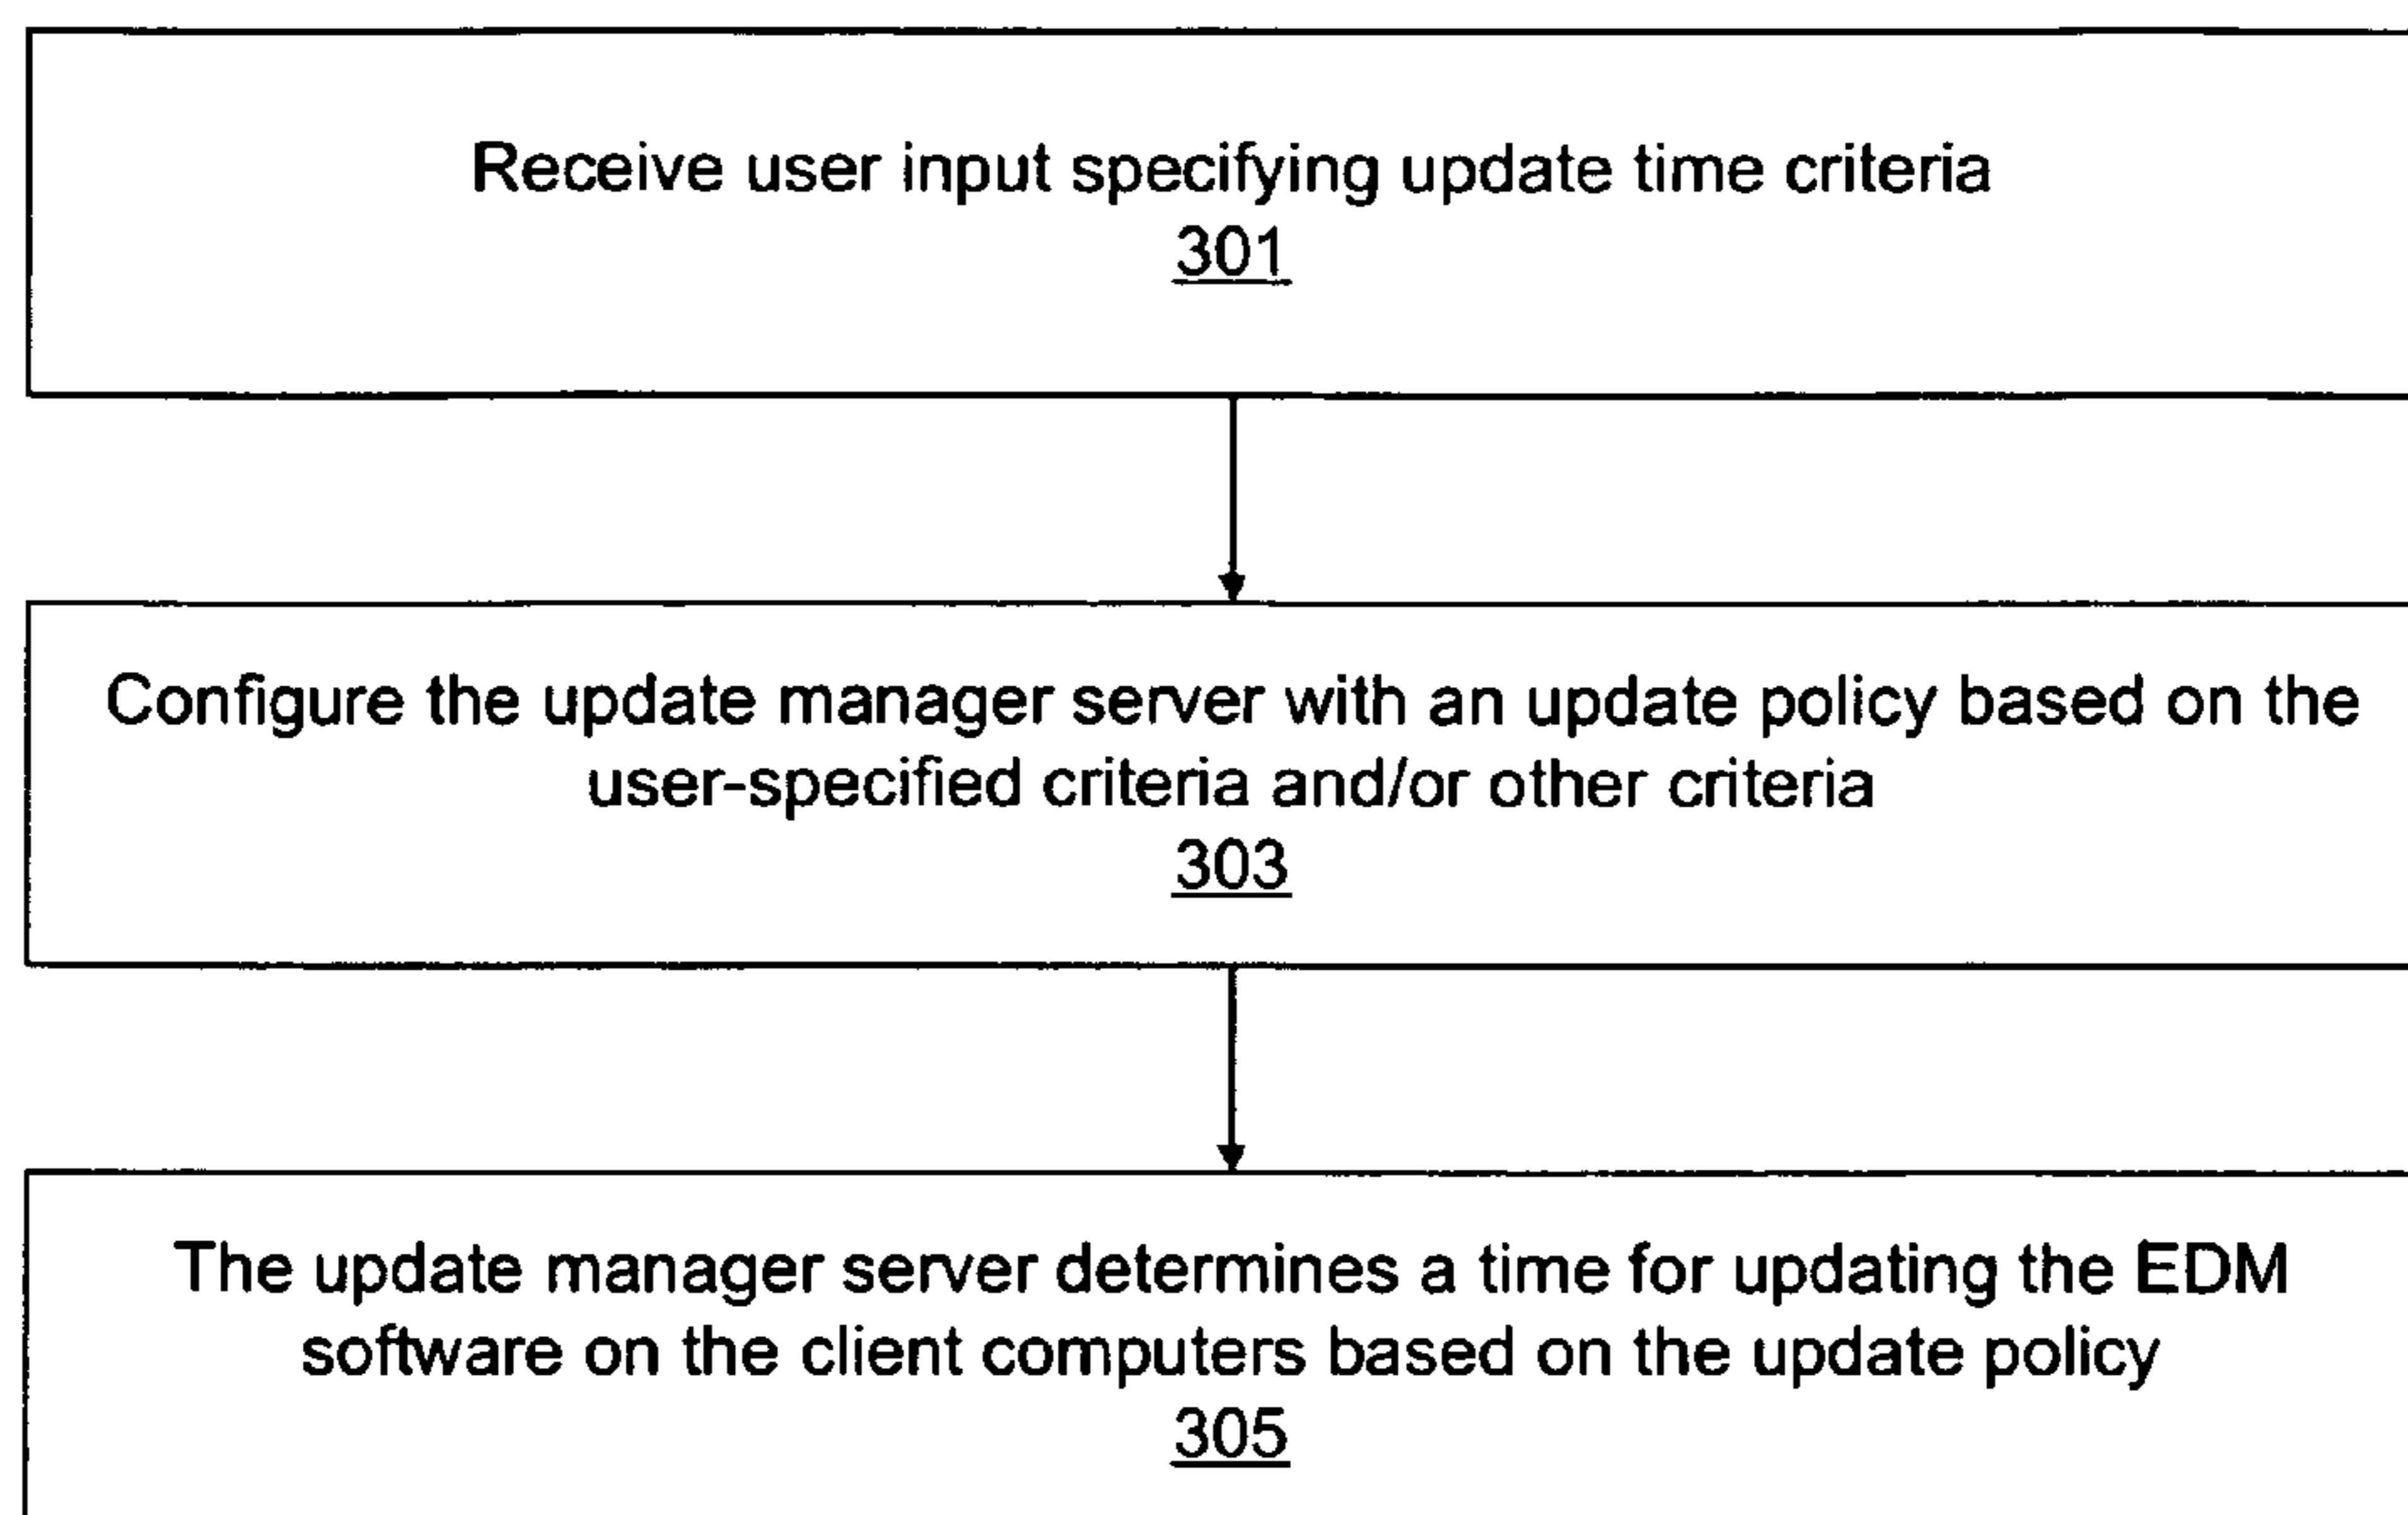 Receive user input specifying update time criteria
301
Configure the update manager server with an update policy based on the
user-specified criteria and/or other criteria
303
The update manager server determines a time for updating the EDM
software on the client computers based on the update policy
305